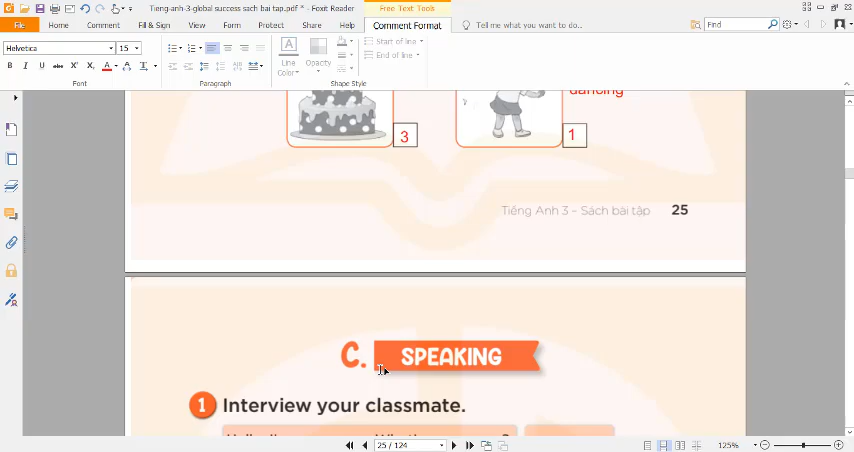 Tieng-anh-3-global success sach bai tap.pdf * - Foxit Reader
Free Text Tools
File
Home
Comment
Fill & Sign
View
Form
Protect
Share
Help
Comment Format
Tell me what you want to do...
Find
Helvetica
15
Start of line
End of line
B I U abc X² X₂ A A T
Line Color
Opacity
Font
Paragraph
Shape Style
dancing
3
1
Tiếng Anh 3 – Sách bài tập 25
C. SPEAKING
1 Interview your classmate.
25 / 124
125%